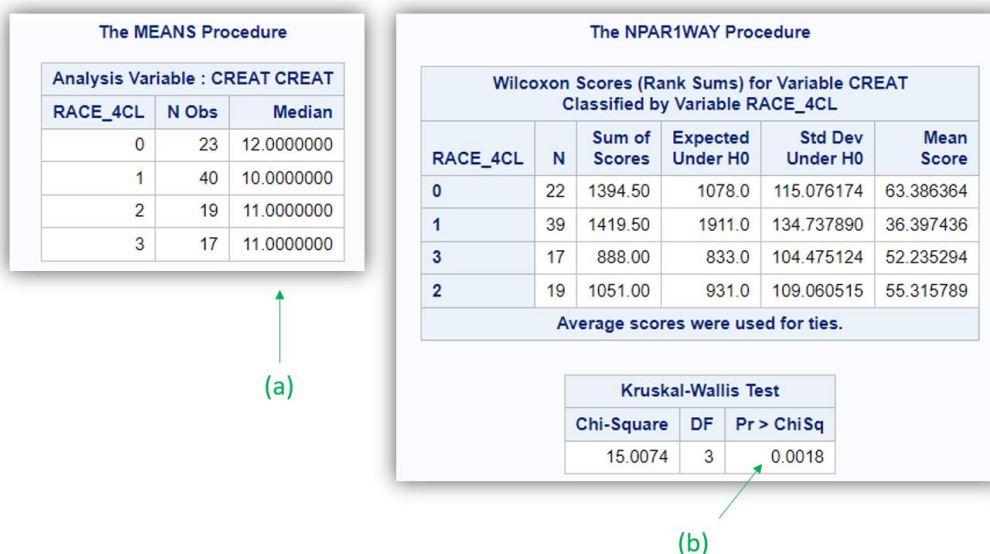 The MEANS Procedure
Analysis Variable : CREAT CREAT
RACE_4CL N Obs Median
0 23 12.0000000
1 40 10.0000000
2 19 11.0000000
3 17 11.0000000
(a)
The NPAR1WAY Procedure
Wilcoxon Scores (Rank Sums) for Variable CREAT
Classified by Variable RACE_4CL
RACE_4CL N Sum of Scores Expected Under H0 Std Dev Under H0 Mean Score
0 22 1394.50 1078.0 115.076174 63.386364
1 39 1419.50 1911.0 134.737890 36.397436
3 17 888.00 833.0 104.475124 52.235294
2 19 1051.00 931.0 109.060515 55.315789
Average scores were used for ties.
Kruskal-Wallis Test
Chi-Square DF Pr > ChiSq
15.0074 3 0.0018
(b)